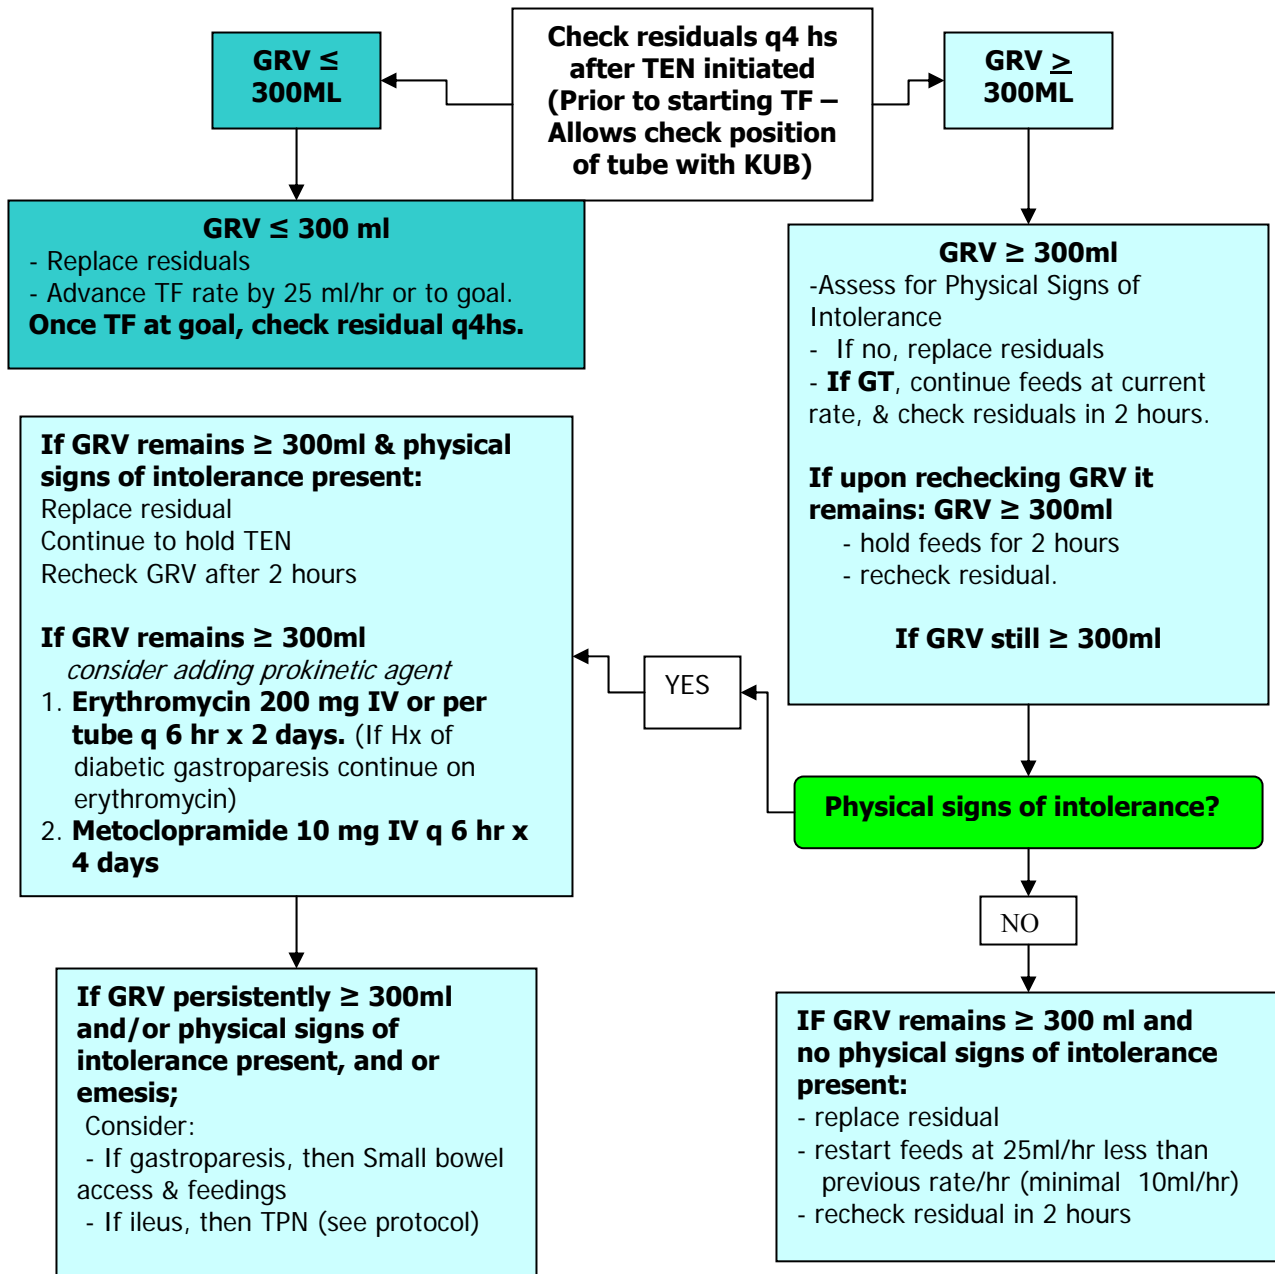 Check residuals q4 hs
after TEN initiated
(Prior to starting TF –
Allows check position
of tube with KUB)
GRV ≤
300ML
GRV ≥
300ML
GRV ≤ 300 ml
- Replace residuals
- Advance TF rate by 25 ml/hr or to goal.
Once TF at goal, check residual q4hs.
GRV ≥ 300ml
-Assess for Physical Signs of
Intolerance
- If no, replace residuals
- If GT, continue feeds at current
rate, & check residuals in 2 hours.
If upon rechecking GRV it
remains: GRV ≥ 300ml
- hold feeds for 2 hours
- recheck residual.
If GRV still ≥ 300ml
Physical signs of intolerance?
YES
If GRV remains ≥ 300ml & physical
signs of intolerance present:
Replace residual
Continue to hold TEN
Recheck GRV after 2 hours
If GRV remains ≥ 300ml
consider adding prokinetic agent
1. Erythromycin 200 mg IV or per
tube q 6 hr x 2 days. (If Hx of
diabetic gastroparesis continue on
erythromycin)
2. Metoclopramide 10 mg IV q 6 hr x
4 days
If GRV persistently ≥ 300ml
and/or physical signs of
intolerance present, and or
emesis;
Consider:
- If gastroparesis, then Small bowel
access & feedings
- If ileus, then TPN (see protocol)
NO
IF GRV remains ≥ 300 ml and
no physical signs of intolerance
present:
- replace residual
- restart feeds at 25ml/hr less than
previous rate/hr (minimal 10ml/hr)
- recheck residual in 2 hours